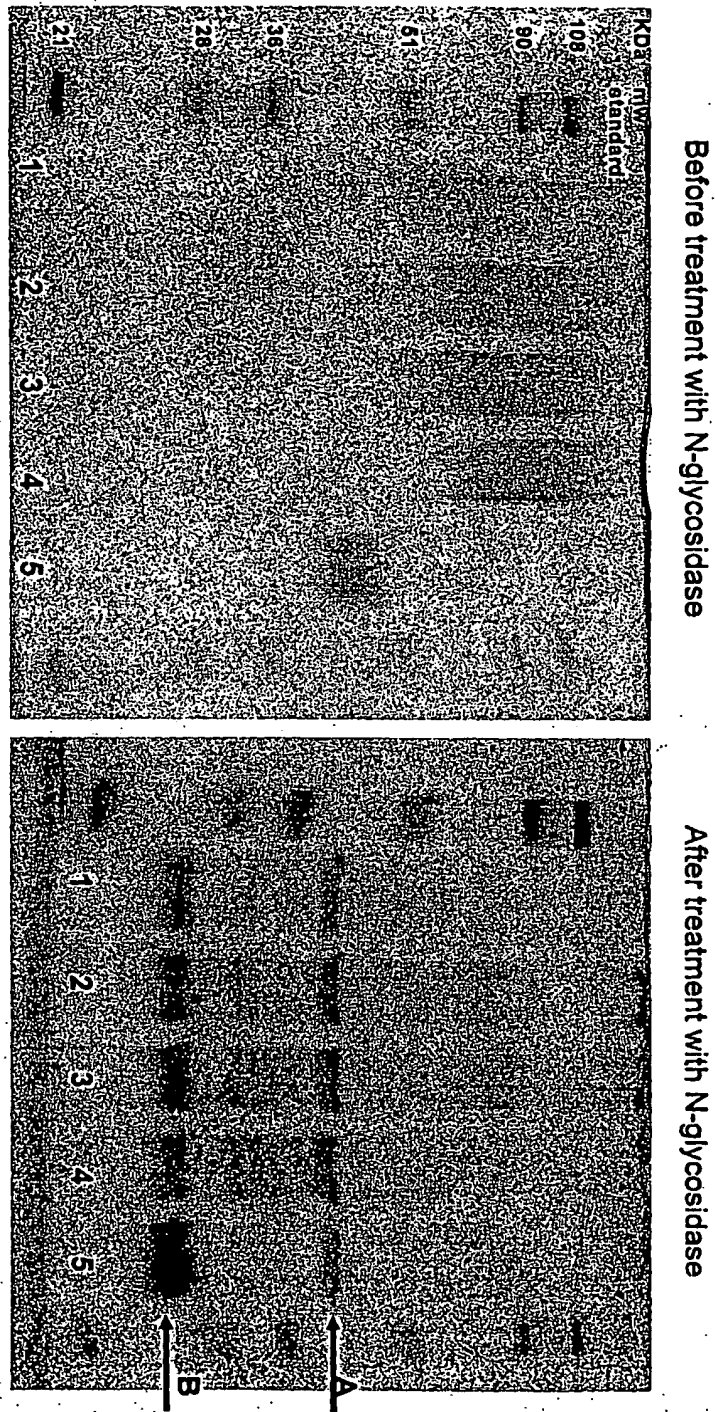 Before treatment with N-glycosidase
KDa mw
standard
108
90
51
36
28
21
1 2 3 4 5
After treatment with N-glycosidase
A
B
1 2 3 4 5